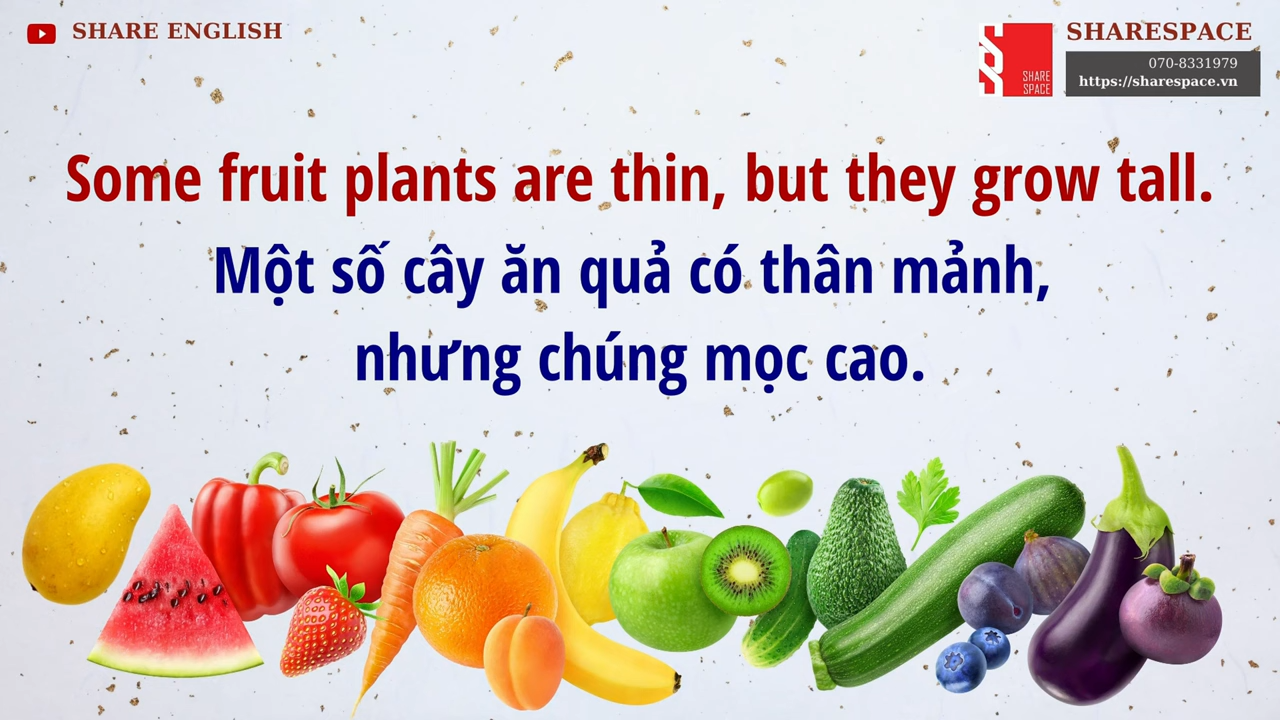 SHARE ENGLISH
SHARESPACE
070-8331979
https://sharespace.vn
SHARE
SPACE
Some fruit plants are thin, but they grow tall.
Một số cây ăn quả có thân mảnh,
nhưng chúng mọc cao.